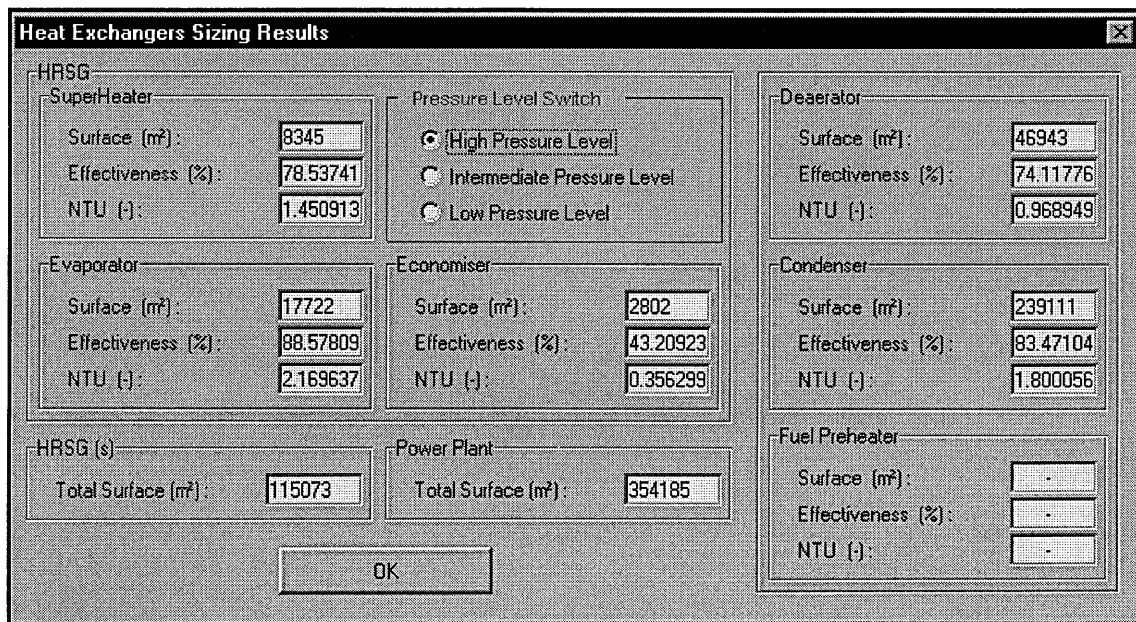 Heat Exchangers Sizing Results
HRSG
SuperHeater
Surface (m²) : 8345
Effectiveness (%) : 78.53741
NTU (-) : 1.450913
Pressure Level Switch
High Pressure Level
Intermediate Pressure Level
Low Pressure Level
Evaporator
Surface (m²) : 17722
Effectiveness (%) : 88.57809
NTU (-) : 2.169637
Economiser
Surface (m²) : 2802
Effectiveness (%) : 43.20923
NTU (-) : 0.356299
HRSG (s)
Total Surface (m²) : 115073
Power Plant
Total Surface (m²) : 354185
OK
Deaerator
Surface (m²) : 46943
Effectiveness (%) : 74.11776
NTU (-) : 0.968949
Condenser
Surface (m²) : 239111
Effectiveness (%) : 83.47104
NTU (-) : 1.800056
Fuel Preheater
Surface (m²) : -
Effectiveness (%) : -
NTU (-) : -